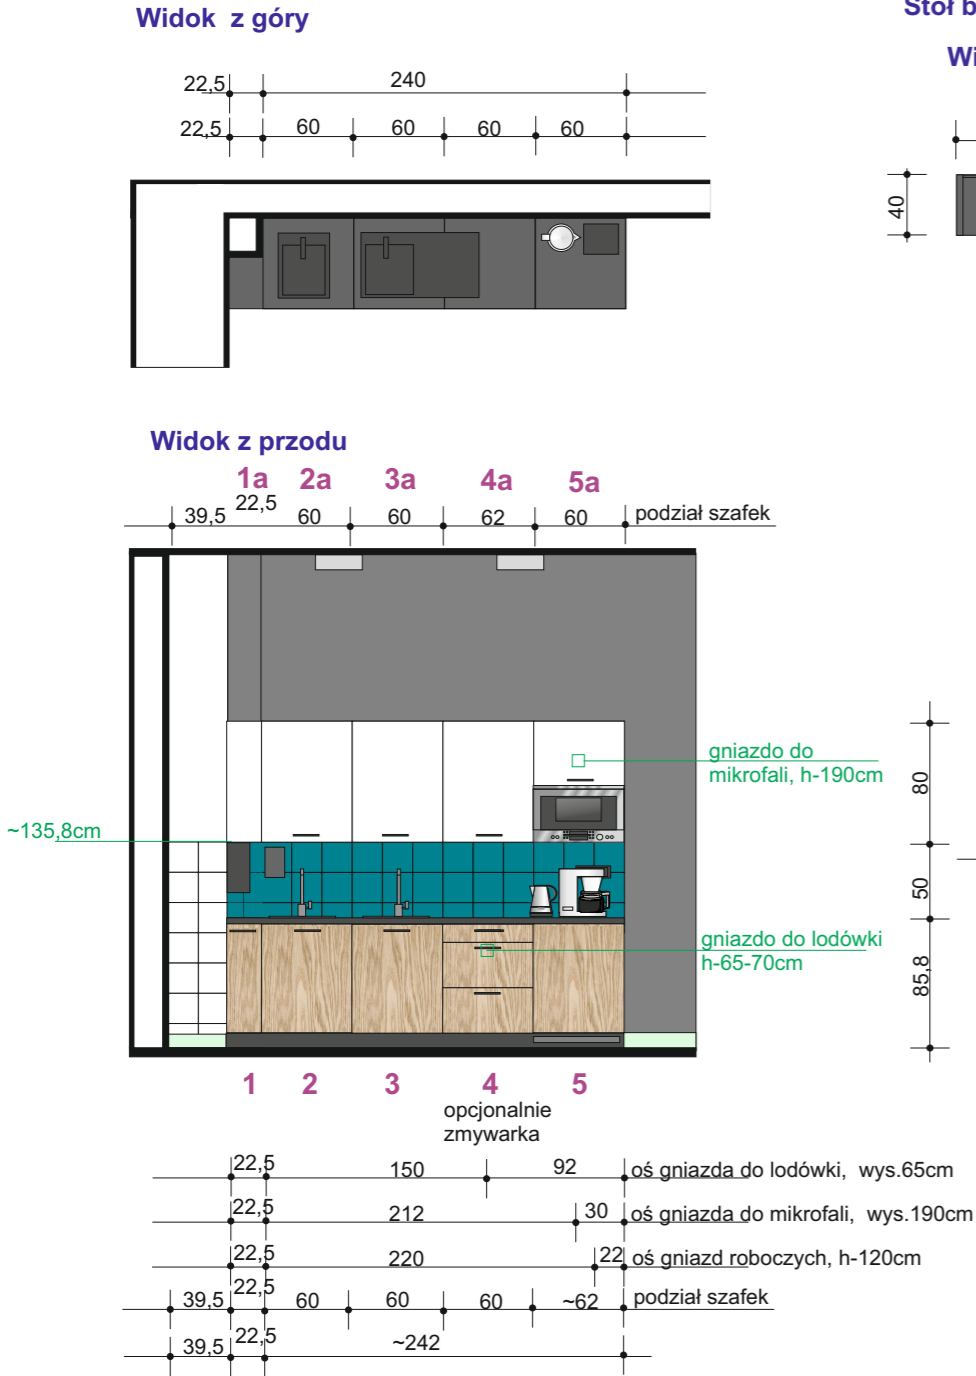 Widok z góry
Stół b
Wi
22,5 240
22,5 60 60 60 60
40
Widok z przodu
1a 2a 3a 4a 5a
39,5 22,5 60 60 62 60 podział szafek
gniazdo do
mikrofali, h-190cm
80
~135,8cm
50
gniazdo do lodówki
h-65-70cm
85,8
1 2 3 4 5
opcjonalnie
zmywarka
22,5 150 92 oś gniazda do lodówki, wys.65cm
22,5 212 30 oś gniazda do mikrofali, wys.190cm
22,5 220 22 oś gniazd roboczych, h-120cm
39,5 22,5 60 60 60 ~62 podział szafek
39,5 22,5 ~242